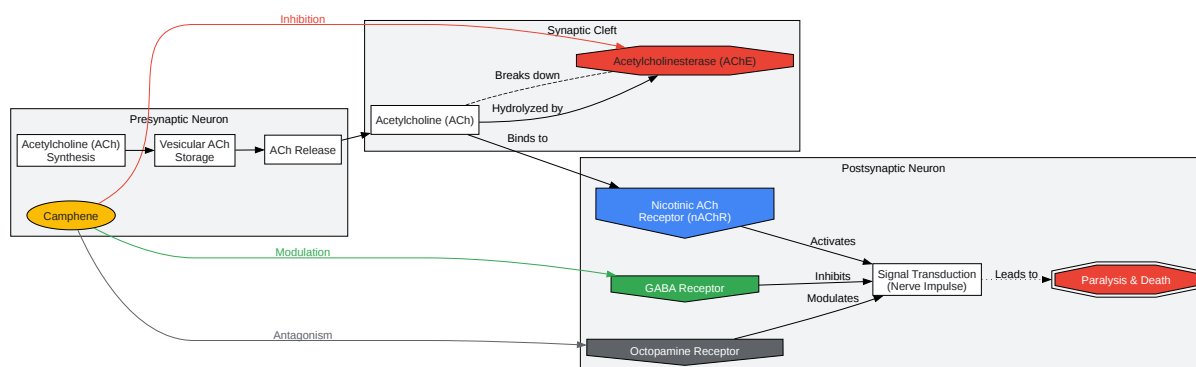 Inhibition
Synaptic Cleft
Acetylcholinesterase (AChE)
Breaks down
Hydrolyzed by
Acetylcholine (ACh)
Binds to
Presynaptic Neuron
Acetylcholine (ACh)
Synthesis
Vesicular ACh
Storage
ACh Release
Camphene
Postsynaptic Neuron
Nicotinic ACh
Receptor (nAChR)
Activates
Modulation
GABA Receptor
Inhibits
Signal Transduction
(Nerve Impulse)
Leads to
Paralysis & Death
Modulates
Antagonism
Octopamine Receptor